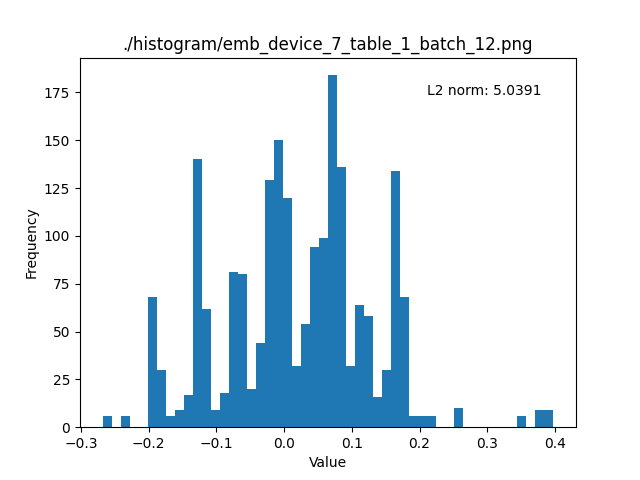 ./histogram/emb_device_7_table_1_batch_12.png
L2 norm: 5.0391
175
150
125
100
75
50
25
0
Frequency
−0.3 −0.2 −0.1 0.0 0.1 0.2 0.3 0.4
Value